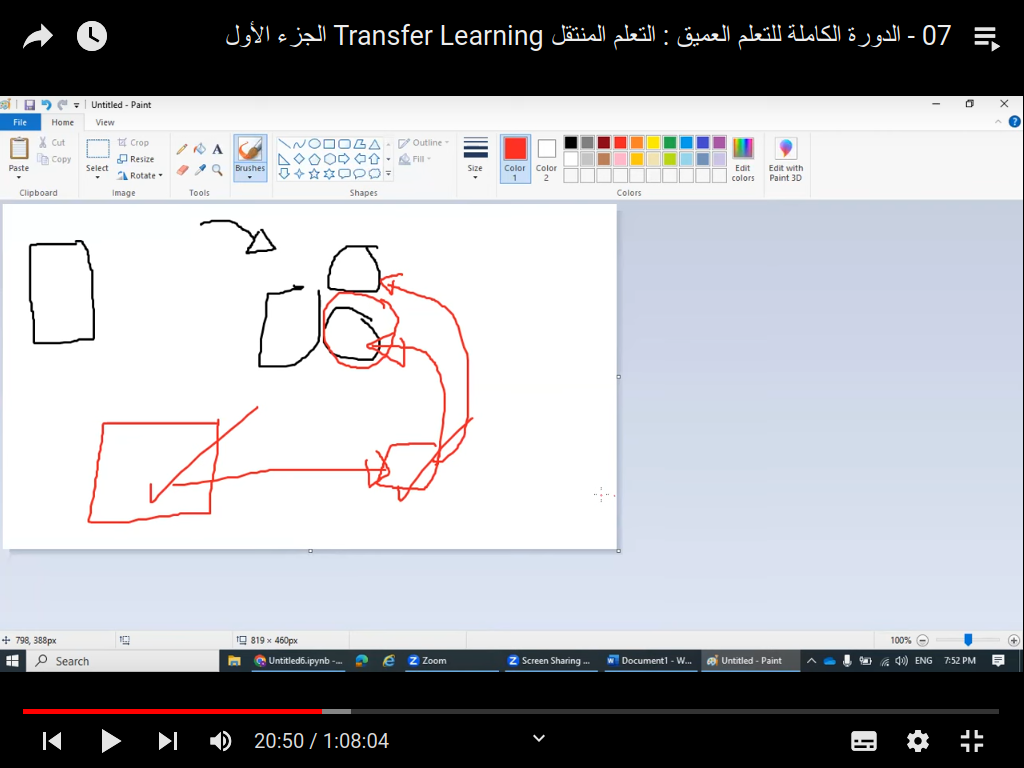 07 - الدورة الكاملة للتعلم العميق : التعلم المنتقل Transfer Learning الجزء الأول
Untitled - Paint
File Home View
Paste
Cut
Copy
Clipboard
Select
Crop
Resize
Rotate
Image
Tools
Brushes
Shapes
Outline
Fill
Size
Color 1
Color 2
Colors
Edit colors
Edit with Paint 3D
798, 388px
819 × 460px
100%
Search
Untitled6.ipynb -...
Zoom
Screen Sharing ...
Document1 - W...
Untitled - Paint
ENG
7:52 PM
20:50 / 1:08:04